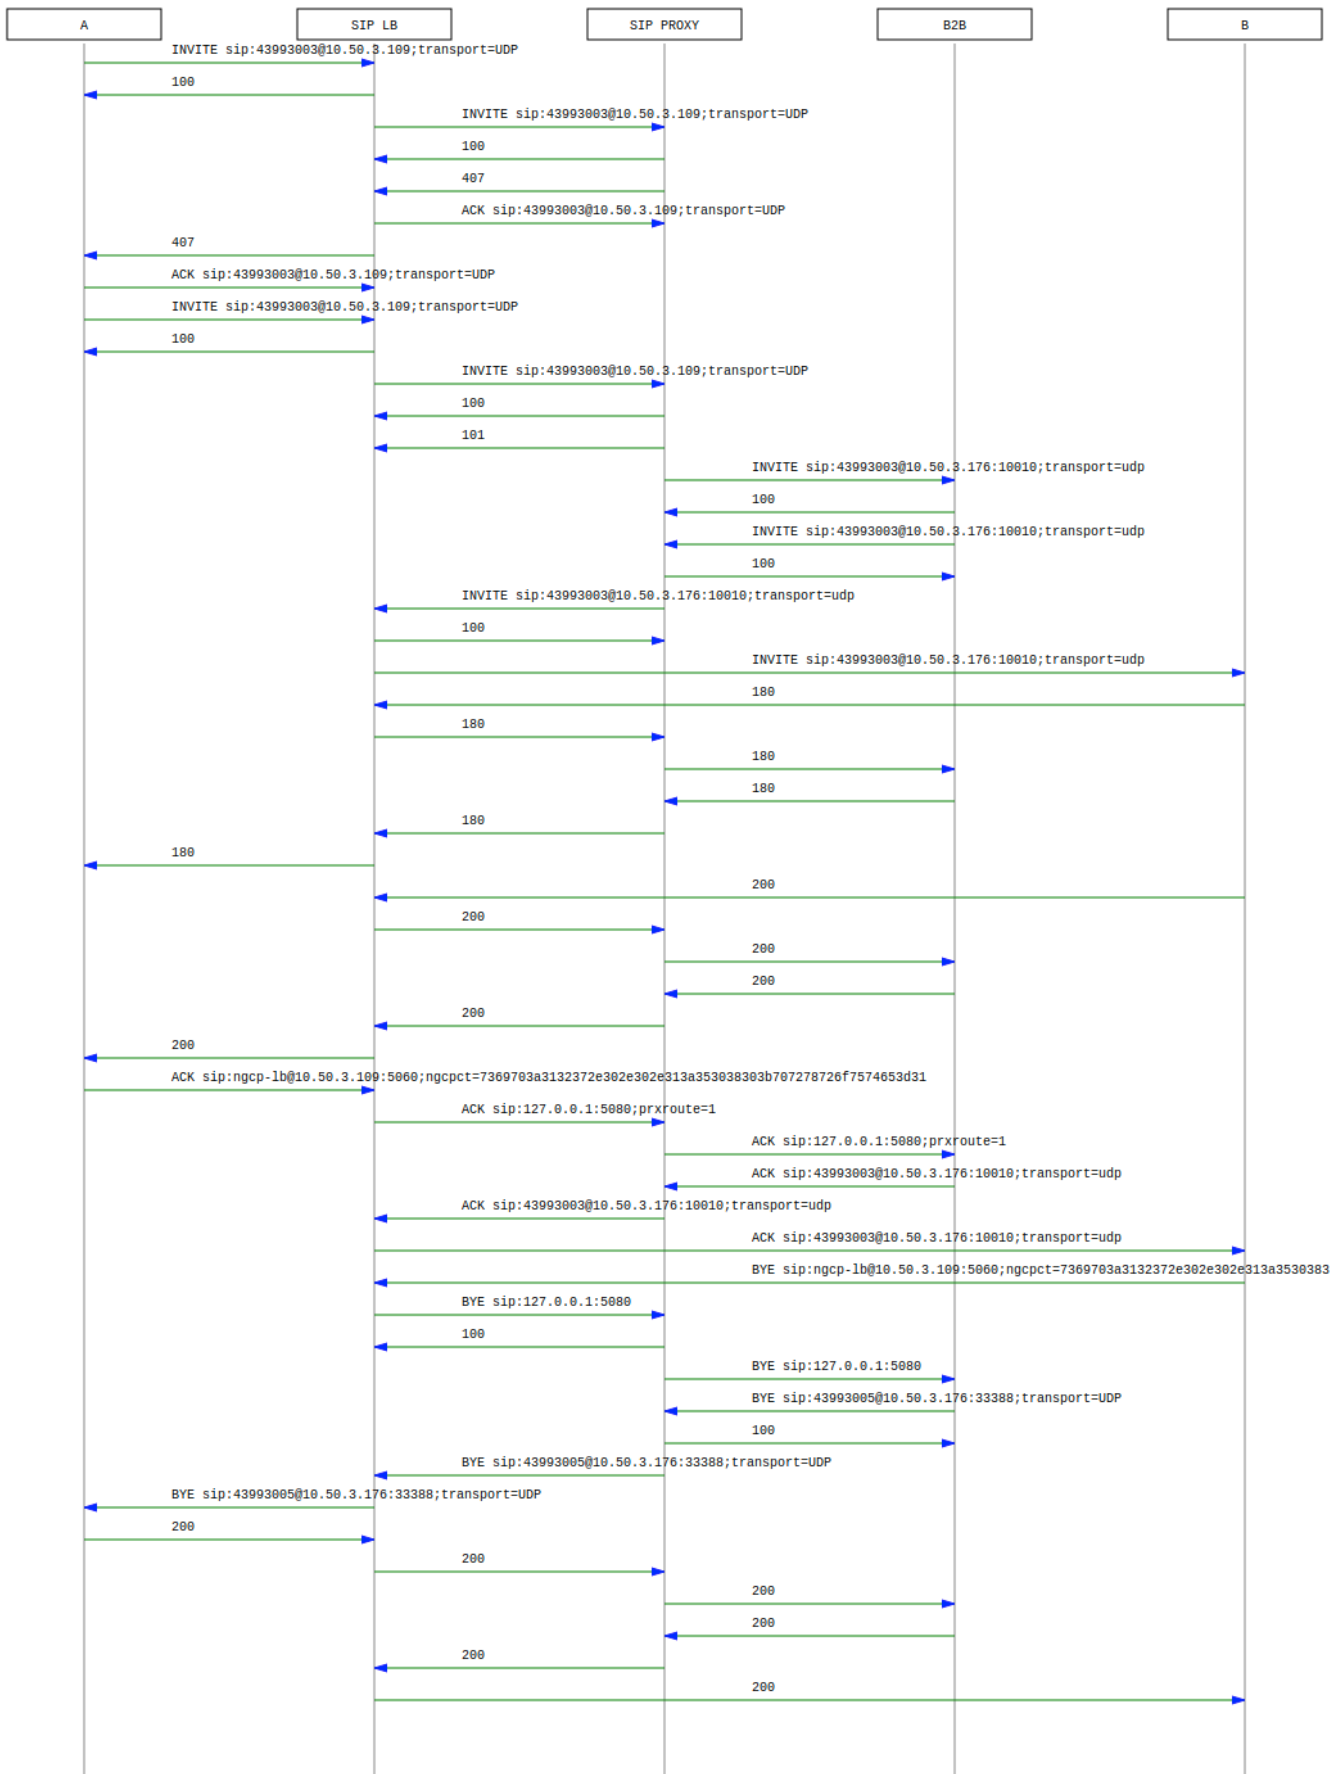 A
SIP LB
SIP PROXY
B2B
B
INVITE sip:43993003@10.50.3.109;transport=UDP
100
INVITE sip:43993003@10.50.3.109;transport=UDP
100
407
ACK sip:43993003@10.50.3.109;transport=UDP
407
ACK sip:43993003@10.50.3.109;transport=UDP
INVITE sip:43993003@10.50.3.109;transport=UDP
100
INVITE sip:43993003@10.50.3.109;transport=UDP
100
101
INVITE sip:43993003@10.50.3.176:10010;transport=udp
100
INVITE sip:43993003@10.50.3.176:10010;transport=udp
100
INVITE sip:43993003@10.50.3.176:10010;transport=udp
100
INVITE sip:43993003@10.50.3.176:10010;transport=udp
180
180
180
180
180
180
200
200
200
200
200
200
ACK sip:ngcp-lb@10.50.3.109:5060;ngcpct=7369703a3132372e302e302e313a353038303b707278726f7574653d31
ACK sip:127.0.0.1:5080;prxroute=1
ACK sip:127.0.0.1:5080;prxroute=1
ACK sip:43993003@10.50.3.176:10010;transport=udp
ACK sip:43993003@10.50.3.176:10010;transport=udp
ACK sip:43993003@10.50.3.176:10010;transport=udp
BYE sip:ngcp-lb@10.50.3.109:5060;ngcpct=7369703a3132372e302e302e313a3530383
BYE sip:127.0.0.1:5080
100
BYE sip:127.0.0.1:5080
BYE sip:43993005@10.50.3.176:33388;transport=UDP
100
BYE sip:43993005@10.50.3.176:33388;transport=UDP
BYE sip:43993005@10.50.3.176:33388;transport=UDP
200
200
200
200
200
200